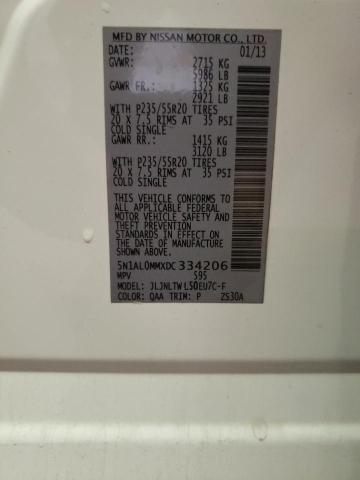 MFD BY NISSAN MOTOR CO., LTD.
DATE: 01/13
GVWR: 2715 KG
5986 LB
GAWR FR.: 1325 KG
2921 LB
WITH P235/55R20 TIRES
20 X 7.5 RIMS AT 35 PSI
COLD SINGLE
GAWR RR.: 1415 KG
3120 LB
WITH P235/55R20 TIRES
20 X 7.5 RIMS AT 35 PSI
COLD SINGLE
THIS VEHICLE CONFORMS TO
ALL APPLICABLE FEDERAL
MOTOR VEHICLE SAFETY
AND THEFT PREVENTION
STANDARDS IN EFFECT ON
THE DATE OF MANUFACTURE
SHOWN ABOVE.
5N1AL0MMXDC334206
MPV 595
MODEL: JLJNLTWLS0EU7C-F
COLOR: QAA TRIM: P ZS30A